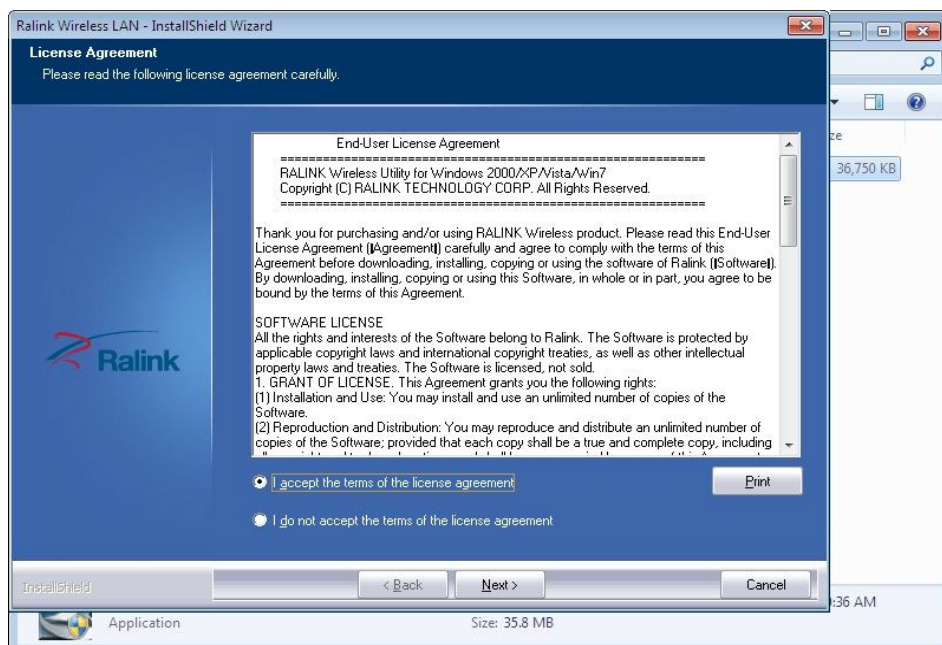 Ralink Wireless LAN - InstallShield Wizard
License Agreement
Please read the following license agreement carefully.
End-User License Agreement
==================================================
RALINK Wireless Utility for Windows 2000/XP/Vista/Win7
Copyright (C) RALINK TECHNOLOGY CORP. All Rights Reserved.
==================================================
Thank you for purchasing and/or using RALINK Wireless product. Please read this End-User
License Agreement (|Agreement|) carefully and agree to comply with the terms of this
Agreement before downloading, installing, copying or using the software of Ralink (|Software|).
By downloading, installing, copying or using this Software, in whole or in part, you agree to be
bound by the terms of this Agreement.
SOFTWARE LICENSE
All the rights and interests of the Software belong to Ralink. The Software is protected by
applicable copyright laws and international copyright treaties, as well as other intellectual
property laws and treaties. The Software is licensed, not sold.
1. GRANT OF LICENSE. This Agreement grants you the following rights:
(1) Installation and Use: You may install and use an unlimited number of copies of the
Software.
(2) Reproduction and Distribution: You may reproduce and distribute an unlimited number of
copies of the Software; provided that each copy shall be a true and complete copy, including
Ralink
I accept the terms of the license agreement
Print
I do not accept the terms of the license agreement
InstallShield
< Back
Next >
Cancel
36,750 KB
:36 AM
Application
Size: 35.8 MB